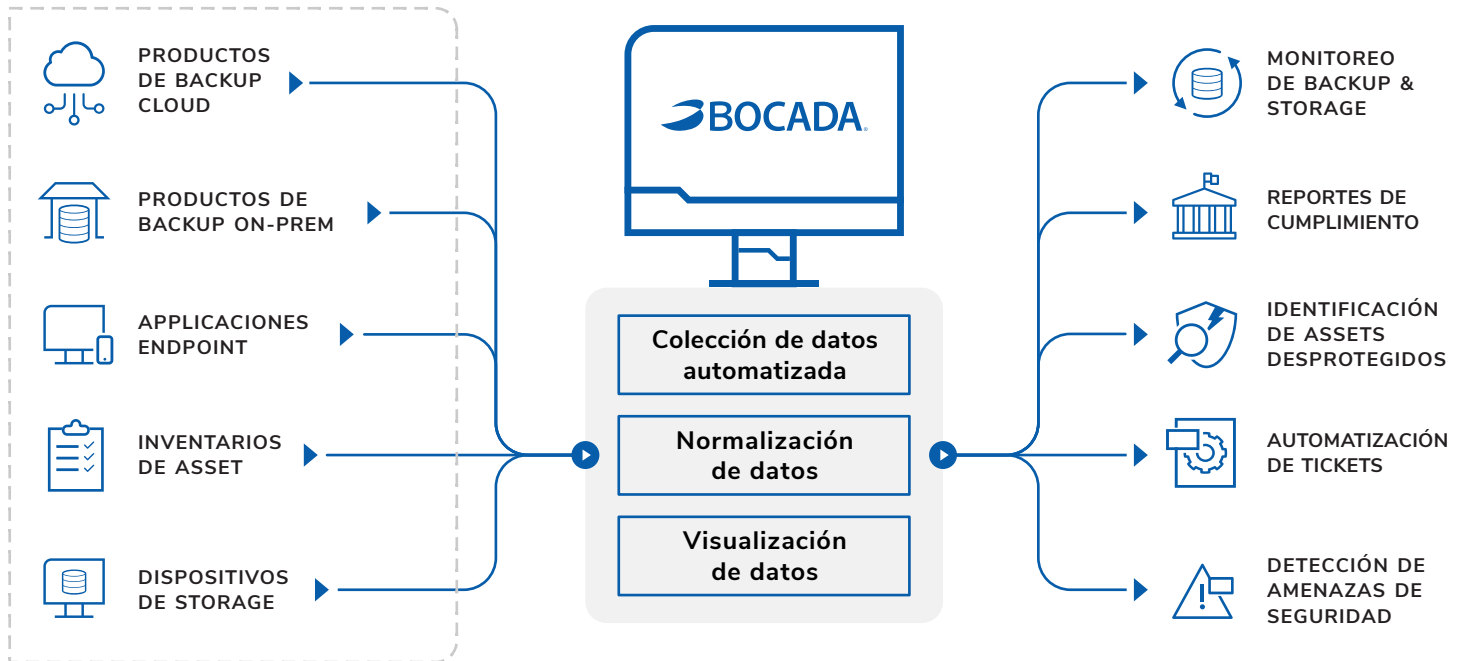 PRODUCTOS
DE BACKUP
CLOUD
PRODUCTOS DE
BACKUP ON-PREM
APPLICACIONES
ENDPOINT
INVENTARIOS
DE ASSET
DISPOSITIVOS
DE STORAGE
BOCADA
Colección de datos
automatizada
Normalización
de datos
Visualización
de datos
MONITOREO
DE BACKUP &
STORAGE
REPORTES DE
CUMPLIMIENTO
IDENTIFICACIÓN
DE ASSETS
DESPROTEGIDOS
AUTOMATIZACIÓN
DE TICKETS
DETECCIÓN DE
AMENAZAS DE
SEGURIDAD